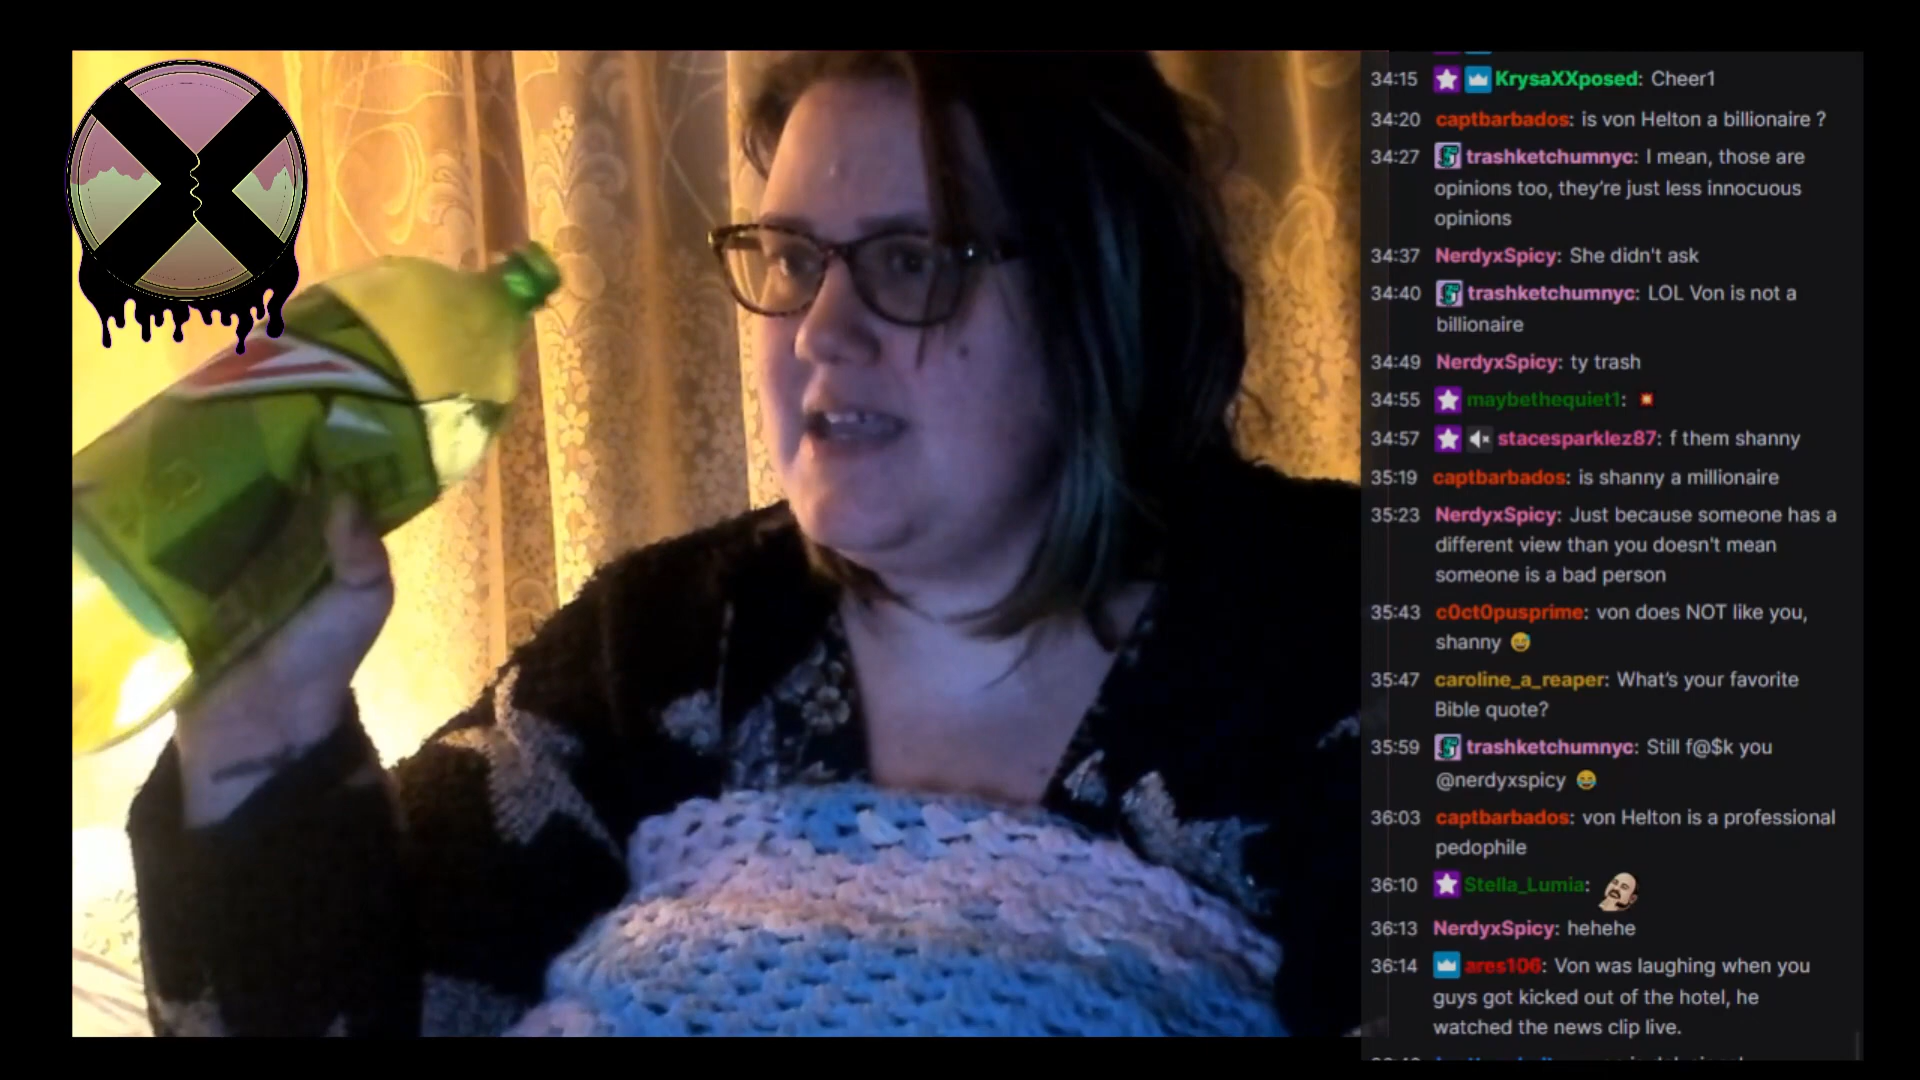 34:15 KrysaXXposed: Cheer1
34:20 captbarbados: is von Helton a billionaire ?
34:27 trashketchumnyc: I mean, those are
opinions too, they're just less innocuous
opinions
34:37 NerdyxSpicy: She didn't ask
34:40 trashketchumnyc: LOL Von is not a
billionaire
34:49 NerdyxSpicy: ty trash
34:55 maybethequiet1:
34:57 stacesparklez87: f them shanny
35:19 captbarbados: is shanny a millionaire
35:23 NerdyxSpicy: Just because someone has a
different view than you doesn't mean
someone is a bad person
35:43 c0ct0pusprime: von does NOT like you,
shanny 😅
35:47 caroline_a_reaper: What's your favorite
Bible quote?
35:59 trashketchumnyc: Still f@$k you
@nerdyxspicy 😂
36:03 captbarbados: von Helton is a professional
pedophile
36:10 Stella_Lumia:
36:13 NerdyxSpicy: hehehe
36:14 ares106: Von was laughing when you
guys got kicked out of the hotel, he
watched the news clip live.